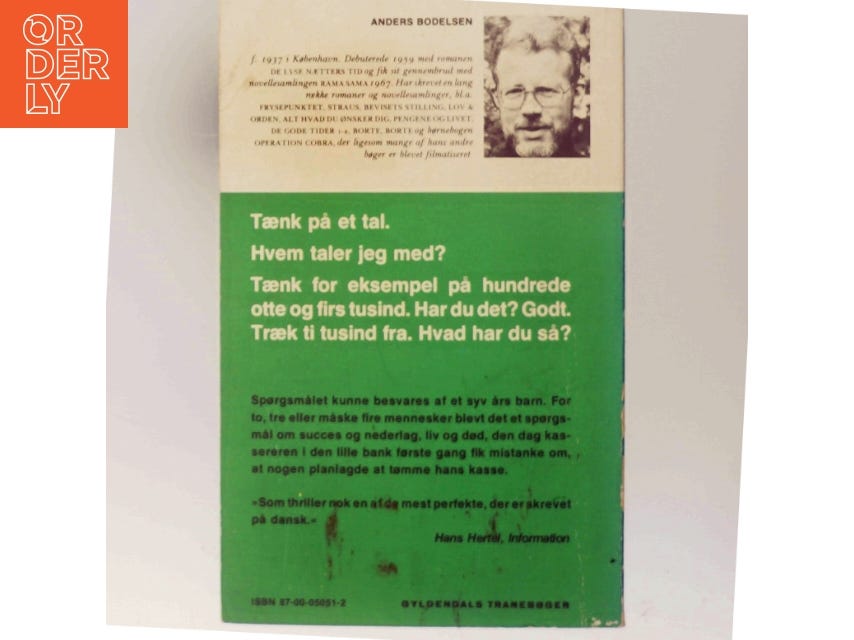 OR
DER
LY
ANDERS BODELSEN
f. 1937 i København. Debuterede 1959 med romanen
DE LYSE NÆTTERS TID og fik sit gennembrud med
novellesamlingen RAMA SAMA 1967. Har skrevet en lang
række romaner og novellesamlinger, bl.a.
FRYSEPUNKTET, STRAUS, BEVISETS STILLING, LOV &
ORDEN, ALT HVAD DU ØNSKER DIG, PENGENE OG LIVET,
DE GODE TIDER 1-2, BORTE, BORTE og børnebogen
OPERATION COBRA, der ligesom mange af hans andre
bøger er blevet filmatiseret
Tænk på et tal.
Hvem taler jeg med?
Tænk for eksempel på hundrede
otte og firs tusind. Har du det? Godt.
Træk ti tusind fra. Hvad har du så?
Spørgsmålet kunne besvares af et syv års barn. For
to, tre eller måske fire mennesker blevt det et spørgs-
mål om succes og nederlag, liv og død, den dag kas-
sereren i den lille bank første gang fik mistanke om,
at nogen planlagde at tømme hans kasse.
»Som thriller nok en af de mest perfekte, der er skrevet
på dansk.«
Hans Hertel, Information
ISBN 87-00-05051-2 GYLDENDALS TRANEBØGER